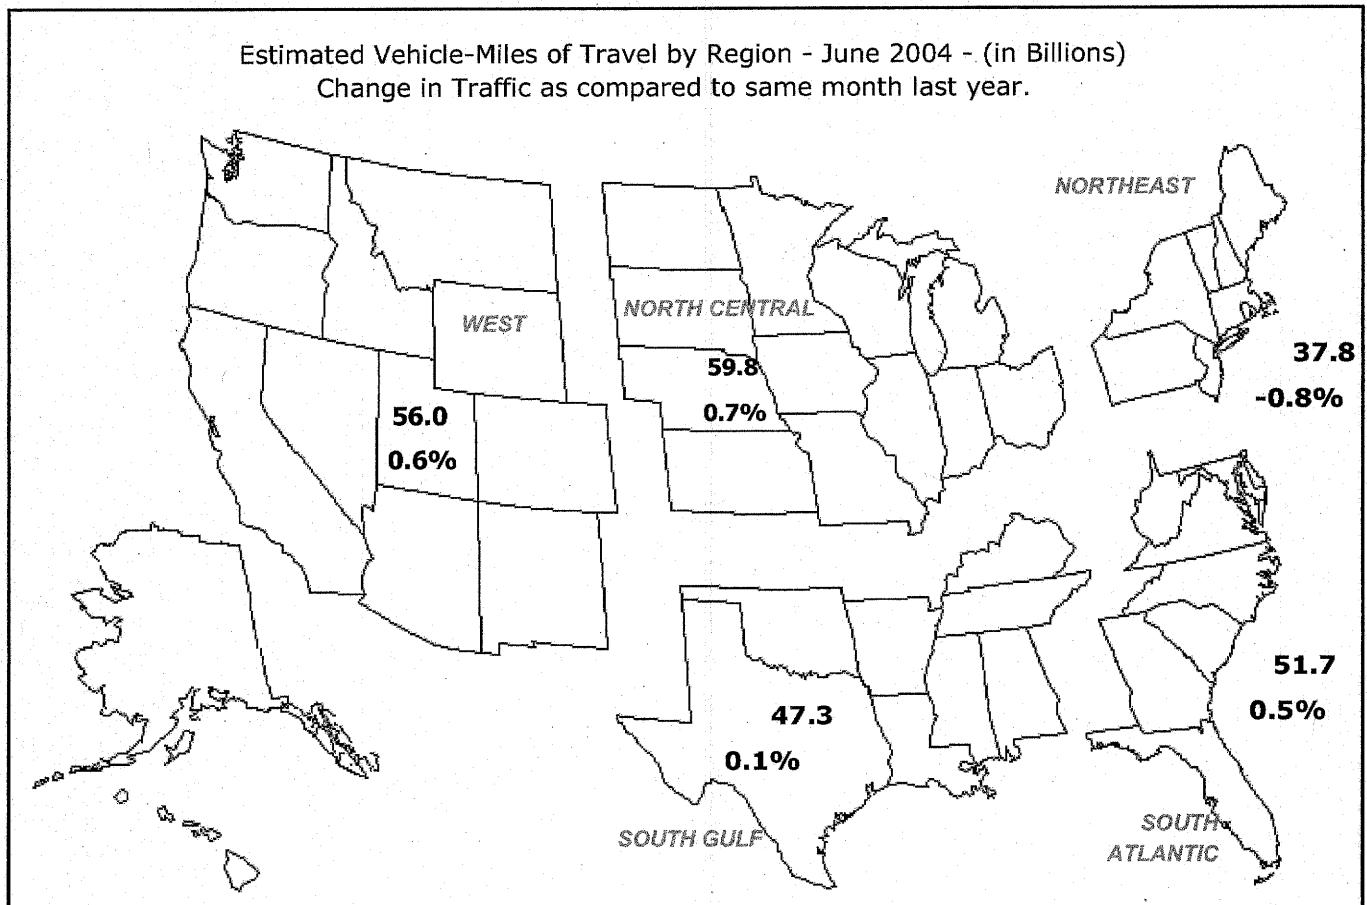 Estimated Vehicle-Miles of Travel by Region - June 2004 - (in Billions)
Change in Traffic as compared to same month last year.
NORTHEAST
WEST
NORTH CENTRAL
37.8
-0.8%
59.8
0.7%
56.0
0.6%
51.7
0.5%
47.3
0.1%
SOUTH GULF
SOUTH
ATLANTIC